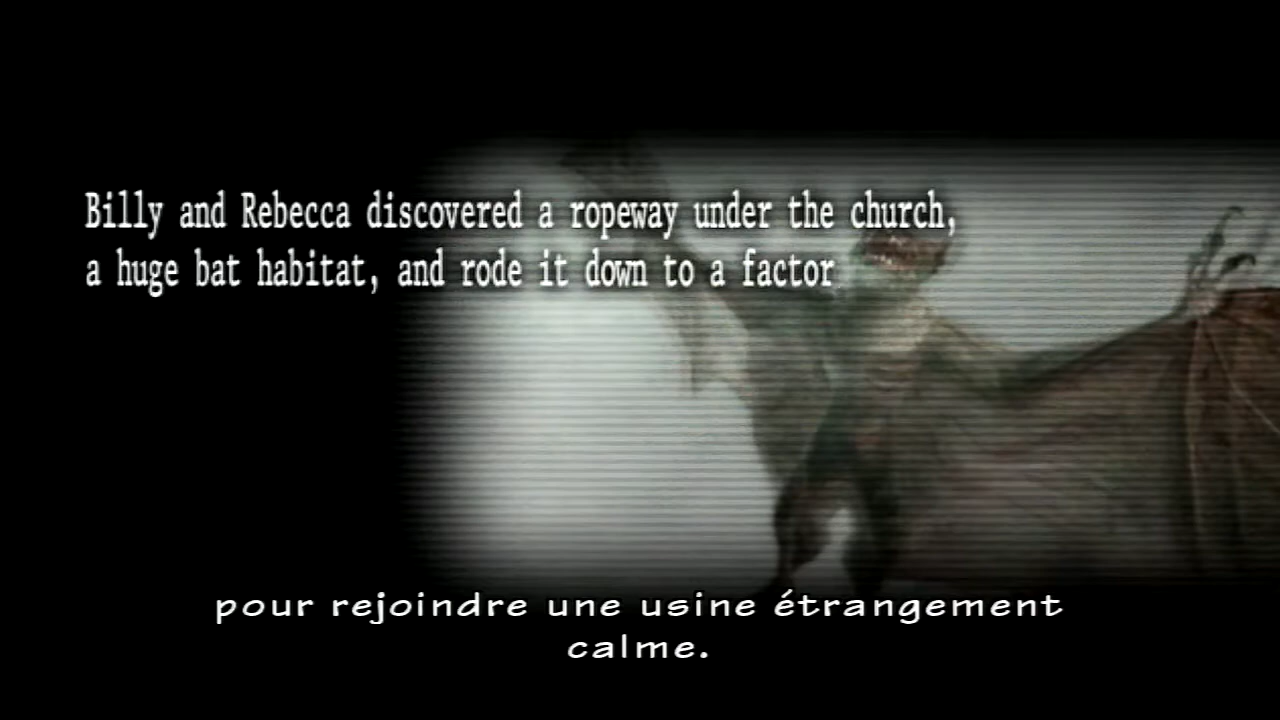 Billy and Rebecca discovered a ropeway under the church,
a huge bat habitat, and rode it down to a factor
pour rejoindre une usine étrangement
calme.